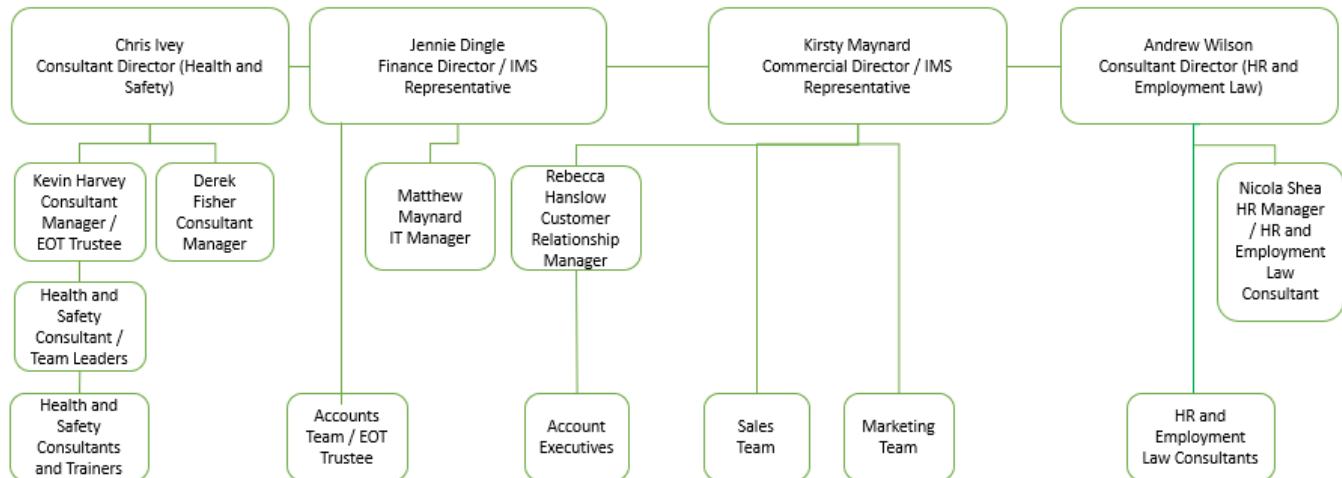 Chris Ivey
Consultant Director (Health and
Safety)
Jennie Dingle
Finance Director / IMS
Representative
Kirsty Maynard
Commercial Director / IMS
Representative
Andrew Wilson
Consultant Director (HR and
Employment Law)
Kevin Harvey
Consultant
Manager /
EOT Trustee
Derek
Fisher
Consultant
Manager
Matthew
Maynard
IT Manager
Rebecca
Hanslow
Customer
Relationship
Manager
Nicola Shea
HR Manager
/ HR and
Employment
Law
Consultant
Health and
Safety
Consultant /
Team Leaders
Health and
Safety
Consultants
and Trainers
Accounts
Team / EOT
Trustee
Account
Executives
Sales
Team
Marketing
Team
HR and
Employment
Law Consultants